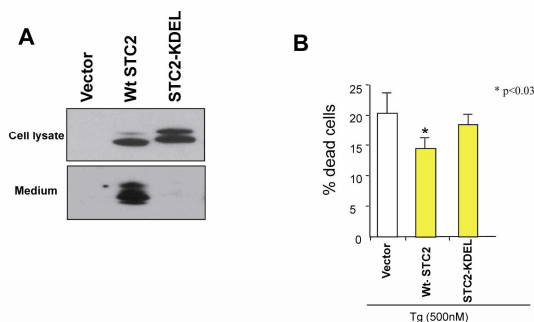 A
Vector
Wt STC2
STC2-KDEL
Cell lysate
Medium
B
* p<0.03
% dead cells
25
20
15
10
5
0
*
Vector
Wt- STC2
STC2-KDEL
Tg (500nM)